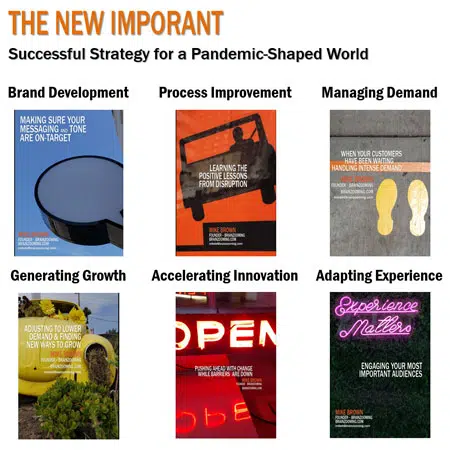 THE NEW IMPORANT
Successful Strategy for a Pandemic-Shaped World
Brand Development
Process Improvement
Managing Demand
MAKING SURE YOUR
MESSAGING AND TONE
ARE ON-TARGET
MIKE BROWN
FOUNDER - BRAINZOOMING
BRAINZOOMING.COM
LEARNING THE
POSITIVE LESSONS
FROM DISRUPTION
MIKE BROWN
FOUNDER - BRAINZOOMING
BRAINZOOMING.COM
WHEN YOUR CUSTOMERS
HAVE BEEN WAITING
HANDLING INTENSE DEMAND
MIKE BROWN
FOUNDER - BRAINZOOMING
BRAINZOOMING.COM
Generating Growth
Accelerating Innovation
Adapting Experience
ADJUSTING TO LOWER
DEMAND & FINDING
NEW WAYS TO GROW
MIKE BROWN
FOUNDER - BRAINZOOMING
BRAINZOOMING.COM
OPEN
PUSHING AHEAD WITH CHANGE
WHILE BARRIERS ARE DOWN
MIKE BROWN
FOUNDER - BRAINZOOMING
BRAINZOOMING.COM
Experience
Matters
ENGAGING YOUR MOST
IMPORTANT AUDIENCES
MIKE BROWN
FOUNDER - BRAINZOOMING
BRAINZOOMING.COM